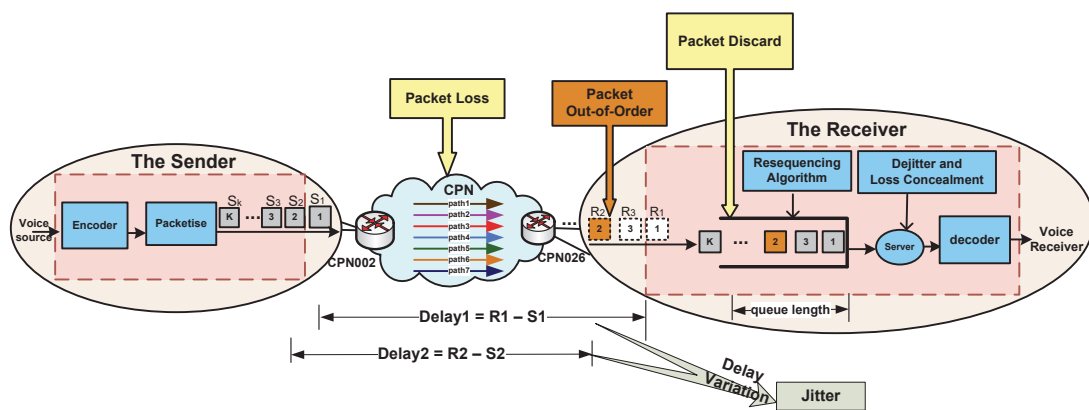 Packet Discard
Packet Loss
Packet
Out-of-Order
The Sender
The Receiver
Resequencing
Algorithm
Dejitter and
Loss Concealment
CPN
Voice
source
Encoder
Packetise
Sk S3 S2 S1
K ... 3 2 1
CPN002
path1
path2
path3
path4
path5
path6
path7
CPN026
...
R2 R3 R1
2 3 1
K ... 2 3 1
Server
decoder
Voice
Receiver
queue length
Delay1 = R1 – S1
Delay2 = R2 – S2
Delay
Variation
Jitter